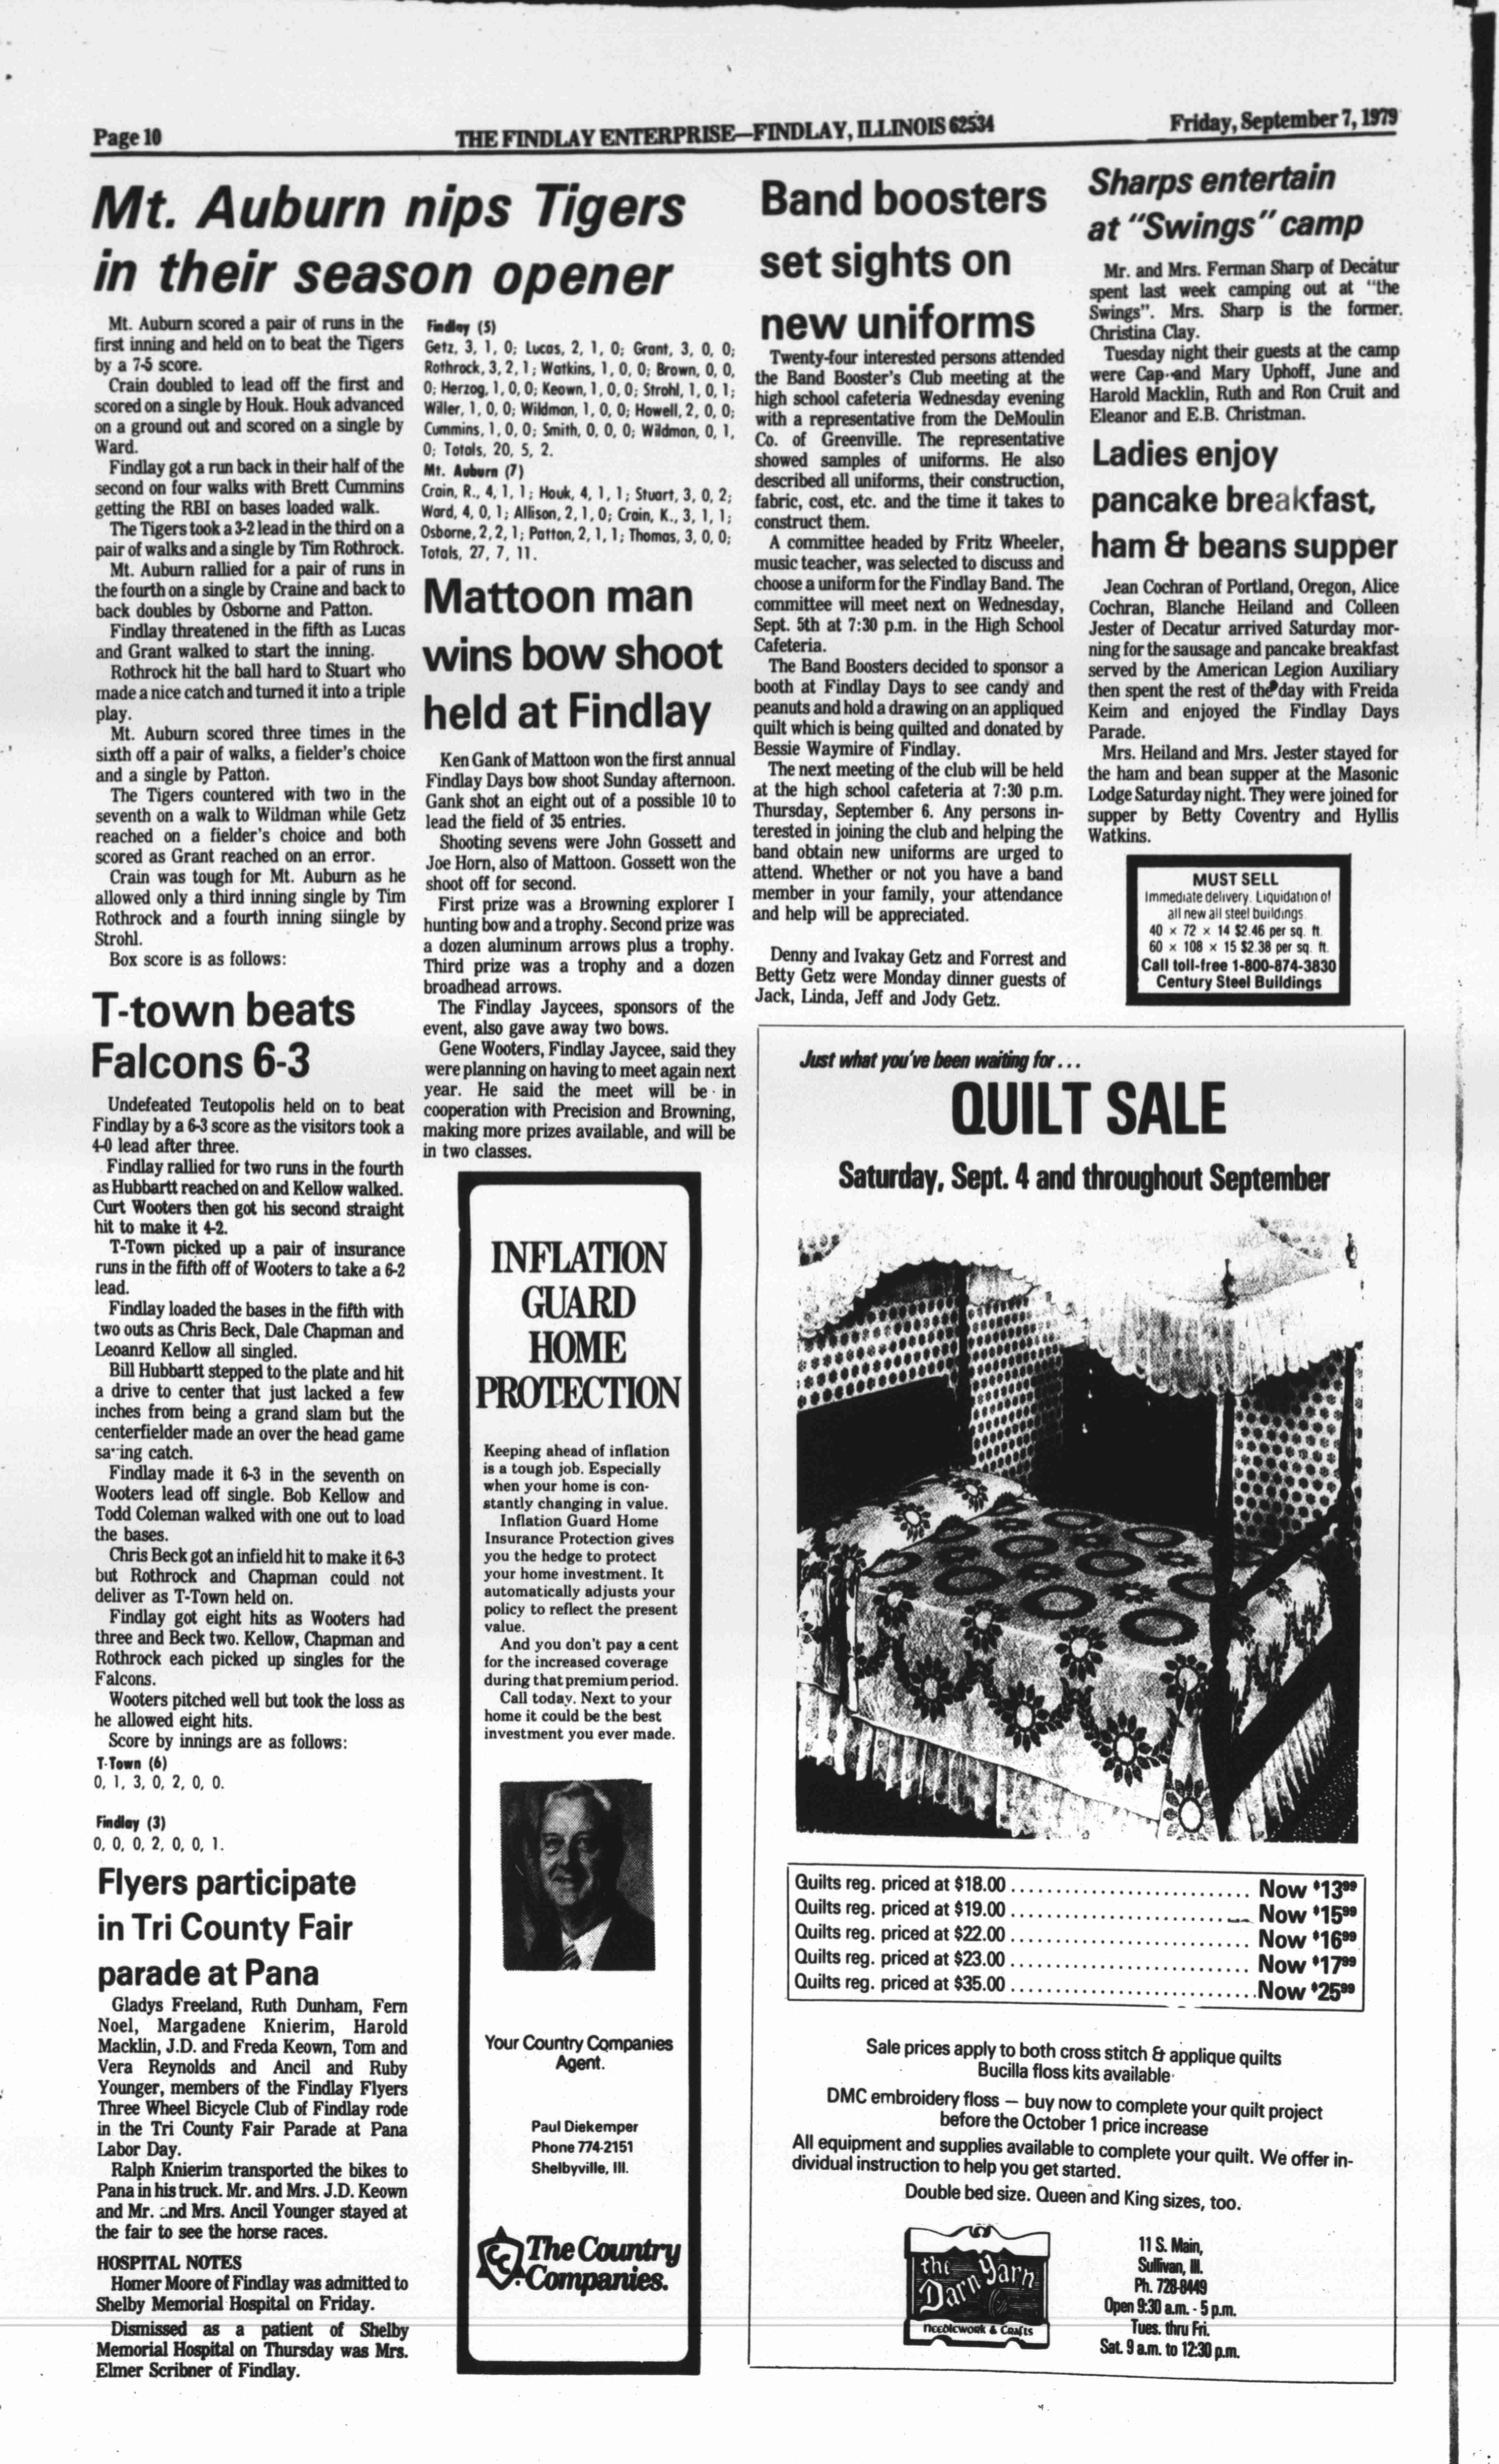 Page 10
THE FINDLAY ENTERPRISE—FINDLAY, ILLINOIS 62534
Friday, September 7, 1979
Mt. Auburn nips Tigers
in their season opener
Mt. Auburn scored a pair of runs in the
first inning and held on to beat the Tigers
by a 7-5 score.
Crain doubled to lead off the first and
scored on a single by Houk. Houk advanced
on a ground out and scored on a single by
Ward.
Findlay got a run back in their half of the
second on four walks with Brett Cummins
getting the RBI on bases loaded walk.
The Tigers took a 3-2 lead in the third on a
pair of walks and a single by Tim Rothrock.
Mt. Auburn rallied for a pair of runs in
the fourth on a single by Craine and back to
back doubles by Osborne and Patton.
Findlay threatened in the fifth as Lucas
and Grant walked to start the inning.
Rothrock hit the ball hard to Stuart who
made a nice catch and turned it into a triple
play.
Mt. Auburn scored three times in the
sixth off a pair of walks, a fielder's choice
and a single by Patton.
The Tigers countered with two in the
seventh on a walk to Wildman while Getz
reached on a fielder's choice and both
scored as Grant reached on an error.
Crain was tough for Mt. Auburn as he
allowed only a third inning single by Tim
Rothrock and a fourth inning siingle by
Strohl.
Box score is as follows:
Findlay (5)
Getz, 3, 1, 0; Lucas, 2, 1, 0; Grant, 3, 0, 0;
Rothrock, 3, 2, 1; Watkins, 1, 0, 0; Brown, 0, 0,
0; Herzog, 1, 0, 0; Keown, 1, 0, 0; Strohl, 1, 0, 1;
Willer, 1, 0, 0; Wildman, 1, 0, 0; Howell, 2, 0, 0;
Cummins, 1, 0, 0; Smith, 0, 0, 0; Wildman, 0, 1,
0; Totals, 20, 5, 2.
Mt. Auburn (7)
Crain, R., 4, 1, 1; Houk, 4, 1, 1; Stuart, 3, 0, 2;
Ward, 4, 0, 1; Allison, 2, 1, 0; Crain, K., 3, 1, 1;
Osborne, 2, 2, 1; Patton, 2, 1, 1; Thomas, 3, 0, 0;
Totals, 27, 7, 11.
T-town beats
Falcons 6-3
Undefeated Teutopolis held on to beat
Findlay by a 6-3 score as the visitors took a
4-0 lead after three.
Findlay rallied for two runs in the fourth
as Hubbartt reached on and Kellow walked.
Curt Wooters then got his second straight
hit to make it 4-2.
T-Town picked up a pair of insurance
runs in the fifth off of Wooters to take a 6-2
lead.
Findlay loaded the bases in the fifth with
two outs as Chris Beck, Dale Chapman and
Leoanrd Kellow all singled.
Bill Hubbartt stepped to the plate and hit
a drive to center that just lacked a few
inches from being a grand slam but the
centerfielder made an over the head game
saving catch.
Findlay made it 6-3 in the seventh on
Wooters lead off single. Bob Kellow and
Todd Coleman walked with one out to load
the bases.
Chris Beck got an infield hit to make it 6-3
but Rothrock and Chapman could not
deliver as T-Town held on.
Findlay got eight hits as Wooters had
three and Beck two. Kellow, Chapman and
Rothrock each picked up singles for the
Falcons.
Wooters pitched well but took the loss as
he allowed eight hits.
Score by innings are as follows:
T-Town (6)
0, 1, 3, 0, 2, 0, 0.
Findlay (3)
0, 0, 0, 2, 0, 0, 1.
Flyers participate
in Tri County Fair
parade at Pana
Gladys Freeland, Ruth Dunham, Fern
Noel, Margadene Knierim, Harold
Macklin, J.D. and Freda Keown, Tom and
Vera Reynolds and Ancil and Ruby
Younger, members of the Findlay Flyers
Three Wheel Bicycle Club of Findlay rode
in the Tri County Fair Parade at Pana
Labor Day.
Ralph Knierim transported the bikes to
Pana in his truck. Mr. and Mrs. J.D. Keown
and Mr. and Mrs. Ancil Younger stayed at
the fair to see the horse races.
HOSPITAL NOTES
Homer Moore of Findlay was admitted to
Shelby Memorial Hospital on Friday.
Dismissed as a patient of Shelby
Memorial Hospital on Thursday was Mrs.
Elmer Scribner of Findlay.
Mattoon man
wins bow shoot
held at Findlay
Ken Gank of Mattoon won the first annual
Findlay Days bow shoot Sunday afternoon.
Gank shot an eight out of a possible 10 to
lead the field of 35 entries.
Shooting sevens were John Gossett and
Joe Horn, also of Mattoon. Gossett won the
shoot off for second.
First prize was a Browning explorer I
hunting bow and a trophy. Second prize was
a dozen aluminum arrows plus a trophy.
Third prize was a trophy and a dozen
broadhead arrows.
The Findlay Jaycees, sponsors of the
event, also gave away two bows.
Gene Wooters, Findlay Jaycee, said they
were planning on having to meet again next
year. He said the meet will be in
cooperation with Precision and Browning,
making more prizes available, and will be
in two classes.
INFLATION
GUARD
HOME
PROTECTION
Keeping ahead of inflation
is a tough job. Especially
when your home is con-
stantly changing in value.
Inflation Guard Home
Insurance Protection gives
you the hedge to protect
your home investment. It
automatically adjusts your
policy to reflect the present
value.
And you don't pay a cent
for the increased coverage
during that premium period.
Call today. Next to your
home it could be the best
investment you ever made.
Your Country Companies
Agent.
Paul Diekemper
Phone 774-2151
Shelbyville, Ill.
CC
The Country
Companies.
Band boosters
set sights on
new uniforms
Twenty-four interested persons attended
the Band Booster's Club meeting at the
high school cafeteria Wednesday evening
with a representative from the DeMoulin
Co. of Greenville. The representative
showed samples of uniforms. He also
described all uniforms, their construction,
fabric, cost, etc. and the time it takes to
construct them.
A committee headed by Fritz Wheeler,
music teacher, was selected to discuss and
choose a uniform for the Findlay Band. The
committee will meet next on Wednesday,
Sept. 5th at 7:30 p.m. in the High School
Cafeteria.
The Band Boosters decided to sponsor a
booth at Findlay Days to see candy and
peanuts and hold a drawing on an appliqued
quilt which is being quilted and donated by
Bessie Waymire of Findlay.
The next meeting of the club will be held
at the high school cafeteria at 7:30 p.m.
Thursday, September 6. Any persons in-
terested in joining the club and helping the
band obtain new uniforms are urged to
attend. Whether or not you have a band
member in your family, your attendance
and help will be appreciated.
Denny and Ivakay Getz and Forrest and
Betty Getz were Monday dinner guests of
Jack, Linda, Jeff and Jody Getz.
Sharps entertain
at "Swings" camp
Mr. and Mrs. Ferman Sharp of Decatur
spent last week camping out at "the
Swings". Mrs. Sharp is the former
Christina Clay.
Tuesday night their guests at the camp
were Cap and Mary Uphoff, June and
Harold Macklin, Ruth and Ron Cruit and
Eleanor and E.B. Christman.
Ladies enjoy
pancake breakfast,
ham & beans supper
Jean Cochran of Portland, Oregon, Alice
Cochran, Blanche Heiland and Colleen
Jester of Decatur arrived Saturday mor-
ning for the sausage and pancake breakfast
served by the American Legion Auxiliary
then spent the rest of the day with Freida
Keim and enjoyed the Findlay Days
Parade.
Mrs. Heiland and Mrs. Jester stayed for
the ham and bean supper at the Masonic
Lodge Saturday night. They were joined for
supper by Betty Coventry and Hyllis
Watkins.
MUST SELL
Immediate delivery. Liquidation of
all new all steel buildings.
40 × 72 × 14 $2.46 per sq. ft.
60 × 108 × 15 $2.38 per sq. ft.
Call toll-free 1-800-874-3830
Century Steel Buildings
Just what you've been waiting for...
QUILT SALE
Saturday, Sept. 4 and throughout September
Quilts reg. priced at $18.00 .......................... Now $13⁹⁹
Quilts reg. priced at $19.00 .......................... Now $15⁹⁹
Quilts reg. priced at $22.00 .......................... Now $16⁹⁹
Quilts reg. priced at $23.00 .......................... Now $17⁹⁹
Quilts reg. priced at $35.00 .......................... Now $25⁹⁹
Sale prices apply to both cross stitch & applique quilts
Bucilla floss kits available
DMC embroidery floss — buy now to complete your quilt project
before the October 1 price increase
All equipment and supplies available to complete your quilt. We offer in-
dividual instruction to help you get started.
Double bed size. Queen and King sizes, too.
the
Darn Yarn
Needlework & Crafts
11 S. Main,
Sullivan, Ill.
Ph. 728-8449
Open 9:30 a.m. - 5 p.m.
Tues. thru Fri.
Sat. 9 a.m. to 12:30 p.m.